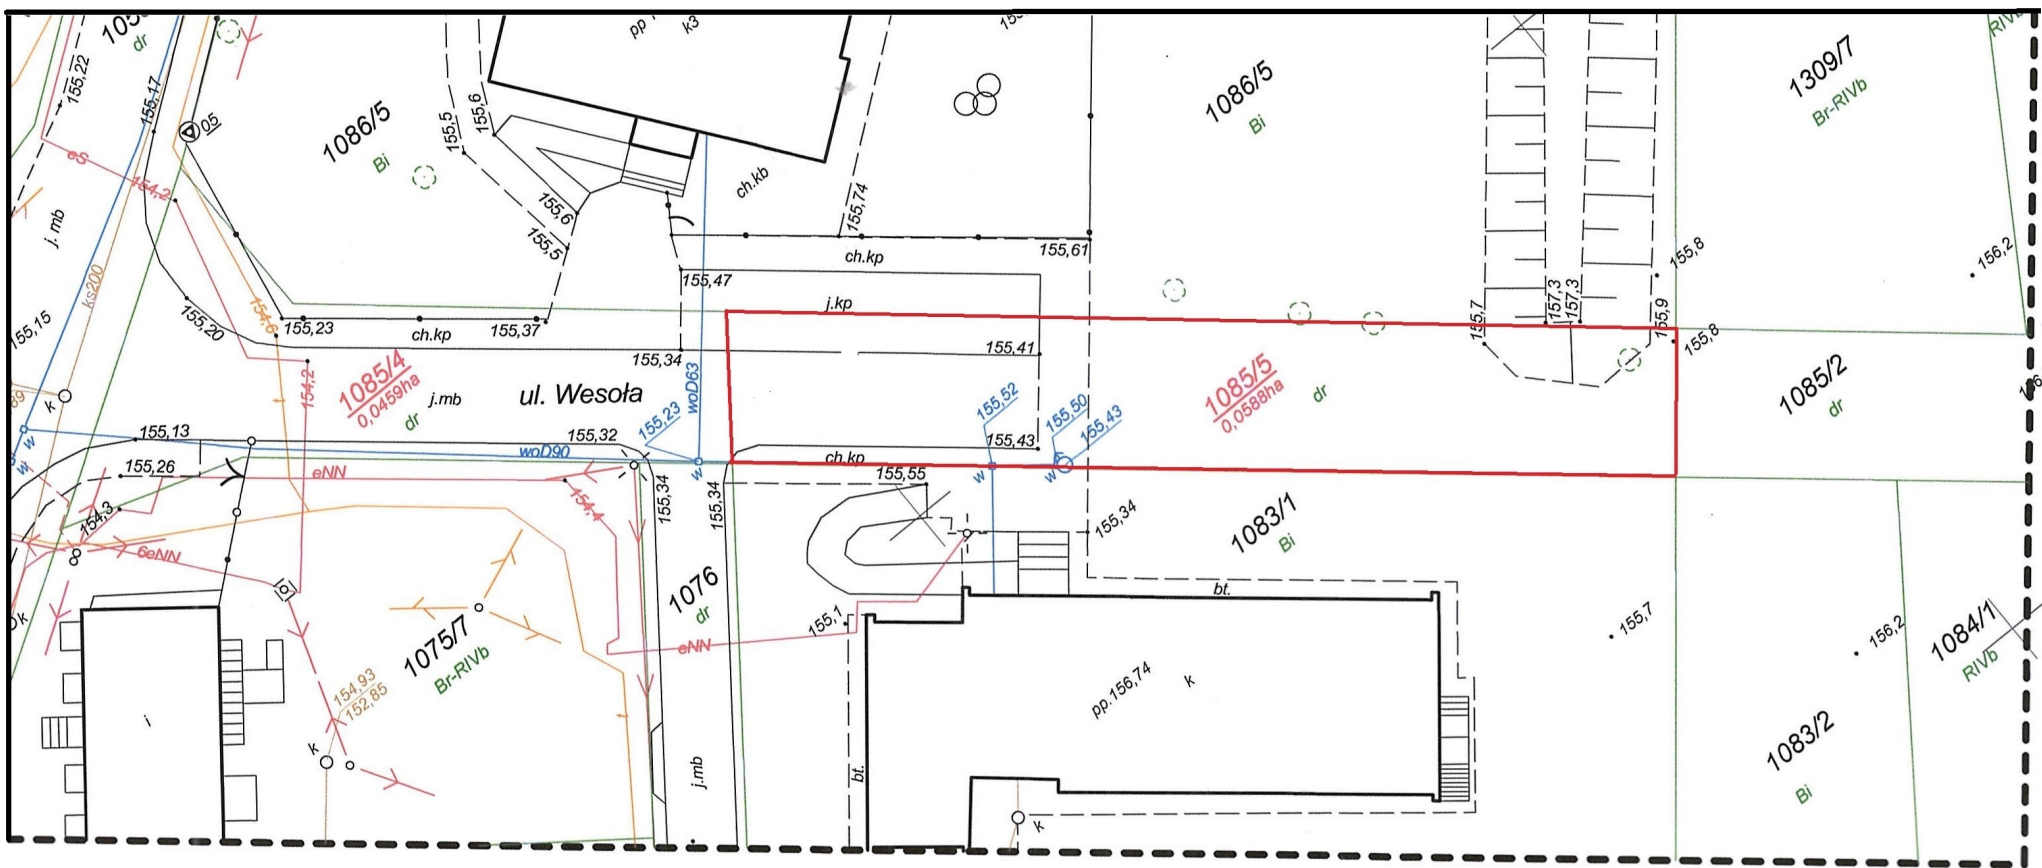 155,22
dr
155,17
05
1086/5
Bi
155,5
155,6
k3
ch.kb
155,74
1086/5
Bi
1309/7
Br-RIVb
RIVb
eS
154,2
j.mb
ks200
155,15
155,20
154,6
155,23
ch.kp
155,37
155,6
155,5
155,47
ch.kp
155,61
j.kp
155,34
155,41
155,7
157,3
157,3
155,9
155,8
155,8
156,2
1085/4
0,0459ha
dr
154,2
j.mb
ul. Wesoła
woD63
155,23
155,52
155,50
155,43
1085/5
0,0588ha
dr
1085/2
dr
89
k
w
w
155,13
155,32
woD90
155,26
eNN
w
ch.kp
155,43
w
w
155,55
154,3
6eNN
154,4
155,34
155,34
155,34
1083/1
Bi
1076
dr
bt.
k
1075/7
Br-RIVb
155,1
eNN
155,7
156,2
1084/1
RIVb
154,93
152,85
i
k
pp.156,74
k
j.mb
bt.
1083/2
Bi
k